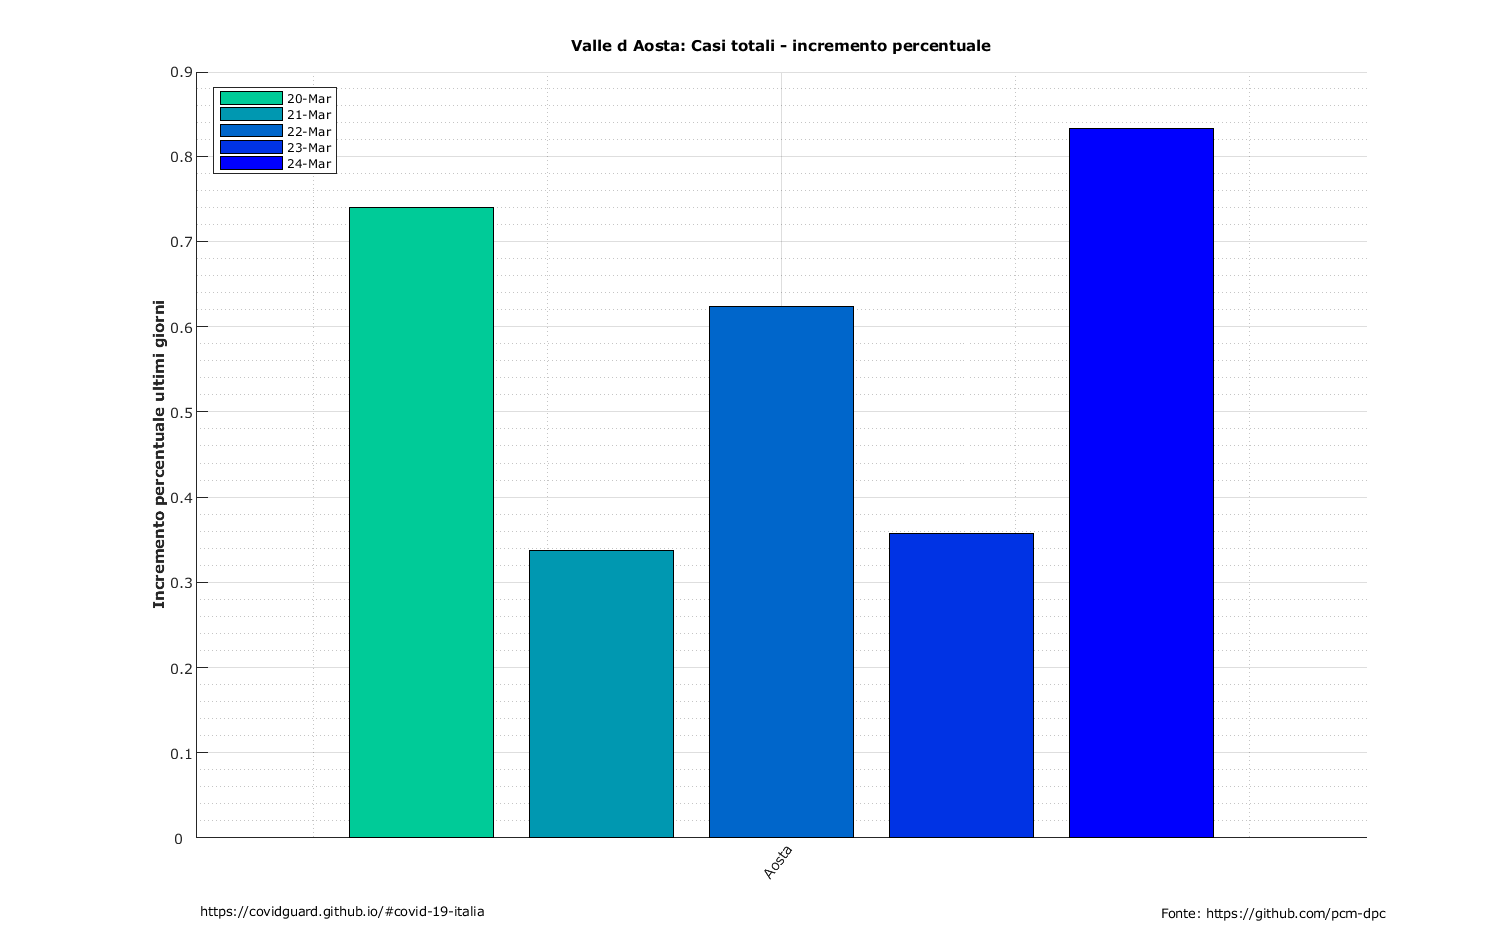 Valle d Aosta: Casi totali - incremento percentuale
20-Mar
21-Mar
22-Mar
23-Mar
24-Mar
Incremento percentuale ultimi giorni
0.9
0.8
0.7
0.6
0.5
0.4
0.3
0.2
0.1
0
Aosta
https://covidguard.github.io/#covid-19-italia
Fonte: https://github.com/pcm-dpc